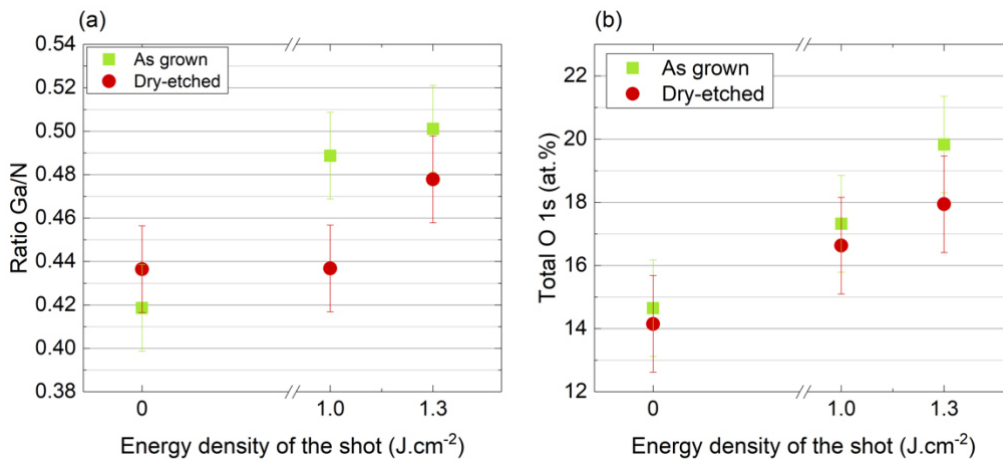 (a)
0.54
0.52
0.50
0.48
0.46
0.44
0.42
0.40
0.38
Ratio Ga/N
As grown
Dry-etched
0
1.0
1.3
Energy density of the shot (J.cm⁻²)
(b)
22
20
18
16
14
12
Total O 1s (at.%)
As grown
Dry-etched
0
1.0
1.3
Energy density of the shot (J.cm⁻²)